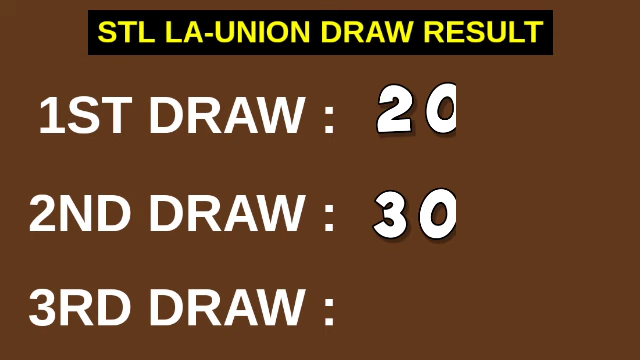 STL LA-UNION DRAW RESULT
1ST DRAW : 20
2ND DRAW : 30
3RD DRAW :